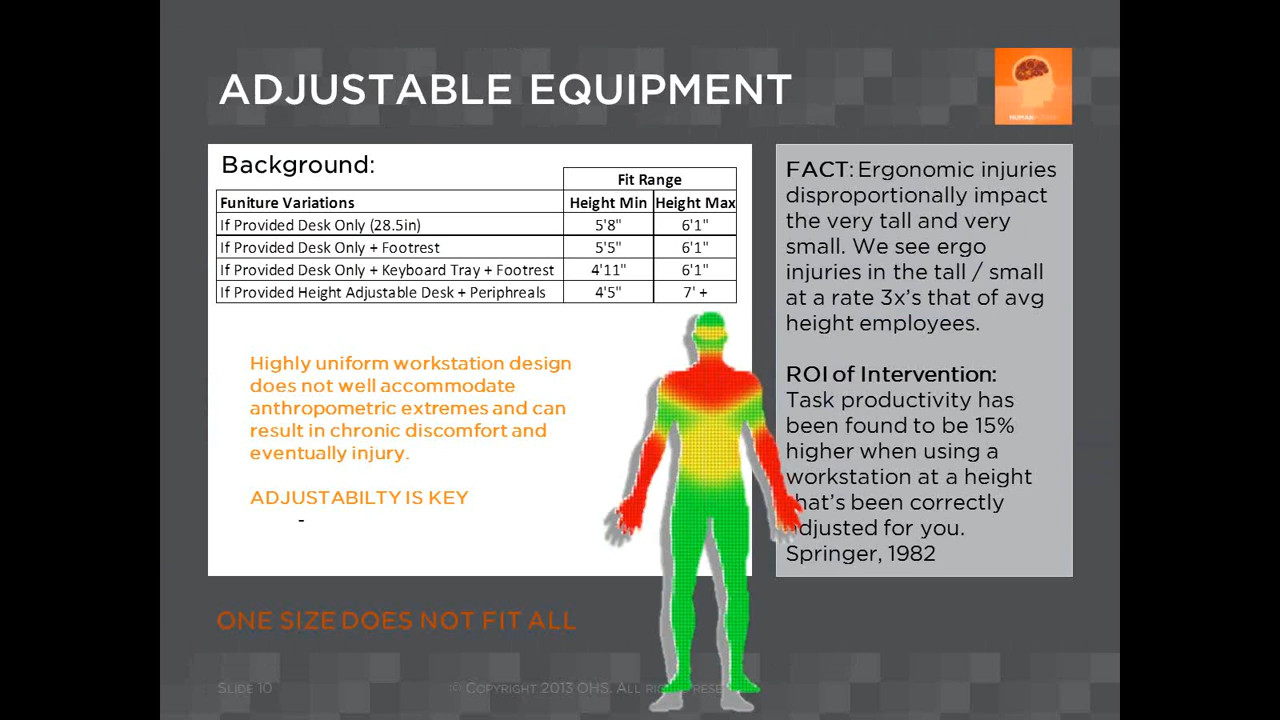 ADJUSTABLE EQUIPMENT
HUMAN
Background:
Fit Range
Funiture Variations Height Min Height Max
If Provided Desk Only (28.5in) 5'8" 6'1"
If Provided Desk Only + Footrest 5'5" 6'1"
If Provided Desk Only + Keyboard Tray + Footrest 4'11" 6'1"
If Provided Height Adjustable Desk + Periphreals 4'5" 7' +
Highly uniform workstation design
does not well accommodate
anthropometric extremes and can
result in chronic discomfort and
eventually injury.
ADJUSTABILTY IS KEY
-
FACT: Ergonomic injuries
disproportionally impact
the very tall and very
small. We see ergo
injuries in the tall / small
at a rate 3x's that of avg
height employees.
ROI of Intervention:
Task productivity has
been found to be 15%
higher when using a
workstation at a height
that's been correctly
adjusted for you.
Springer, 1982
ONE SIZE DOES NOT FIT ALL
SLIDE 10
COPYRIGHT 2013 OHS. ALL